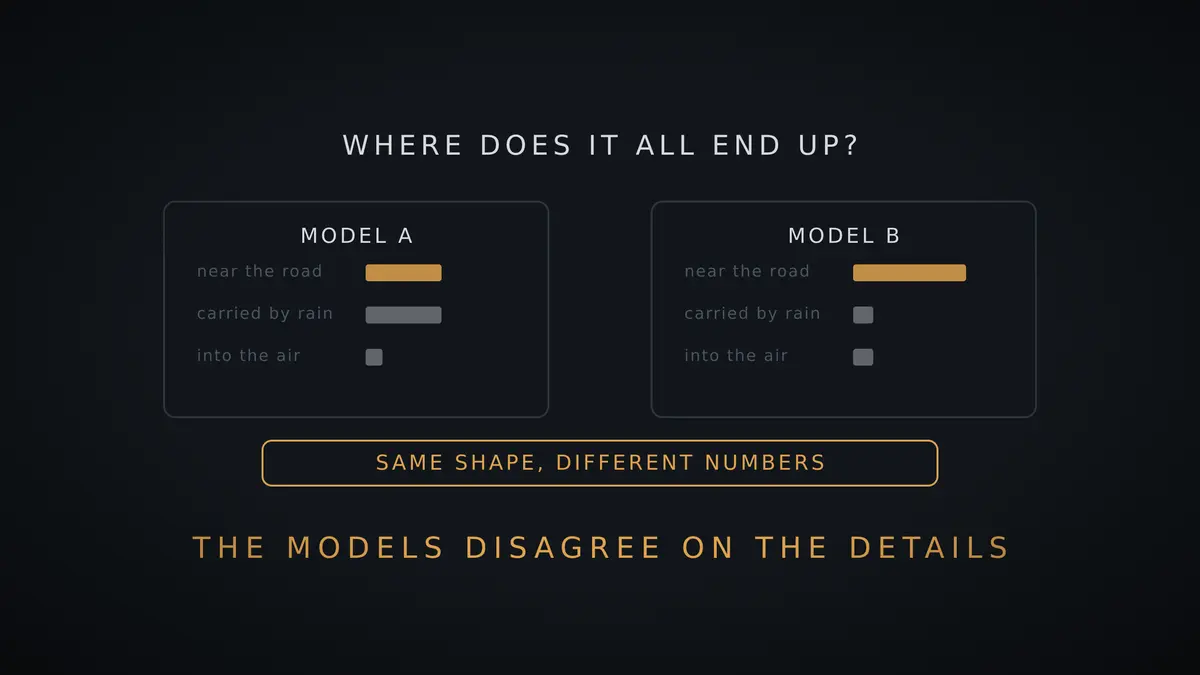 WHERE DOES IT ALL END UP?
MODEL A
near the road
carried by rain
into the air
MODEL B
near the road
carried by rain
into the air
SAME SHAPE, DIFFERENT NUMBERS
THE MODELS DISAGREE ON THE DETAILS